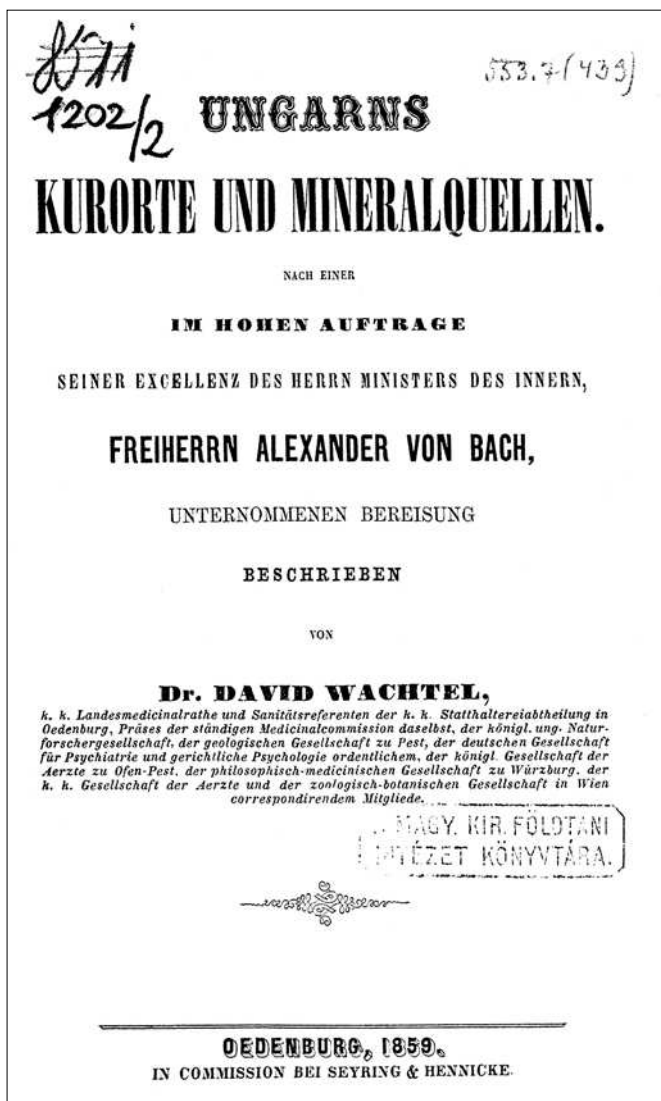 8511
1202/2
553.7(439)
UNGARNS
KURORTE UND MINERALQUELLEN.
NACH EINER
IM HOHEN AUFTRAGE
SEINER EXCELLENZ DES HERRN MINISTERS DES INNERN,
FREIHERRN ALEXANDER VON BACH,
UNTERNOMMENEN BEREISUNG
BESCHRIEBEN
VON
Dr. DAVID WACHTEL,
k. k. Landesmedicinalrathe und Sanitätsreferenten der k. k. Statthaltereiabtheilung in
Oedenburg, Präses der ständigen Medicinalcommission daselbst, der königl. ung. Natur-
forschergesellschaft, der geologischen Gesellschaft zu Pest, der deutschen Gesellschaft
für Psychiatrie und gerichtliche Psychologie ordentlichem, der königl. Gesellschaft der
Aerzte zu Ofen-Pest, der philosophisch-medicinischen Gesellschaft zu Würzburg, der
k. k. Gesellschaft der Aerzte und der zoologisch-botanischen Gesellschaft in Wien
correspondirendem Mitgliede.
MAGY. KIR. FÖLDTANI
INTÉZET KÖNYVTÁRA.
OEDENBURG, 1859.
IN COMMISSION BEI SEYRING & HENNICKE.